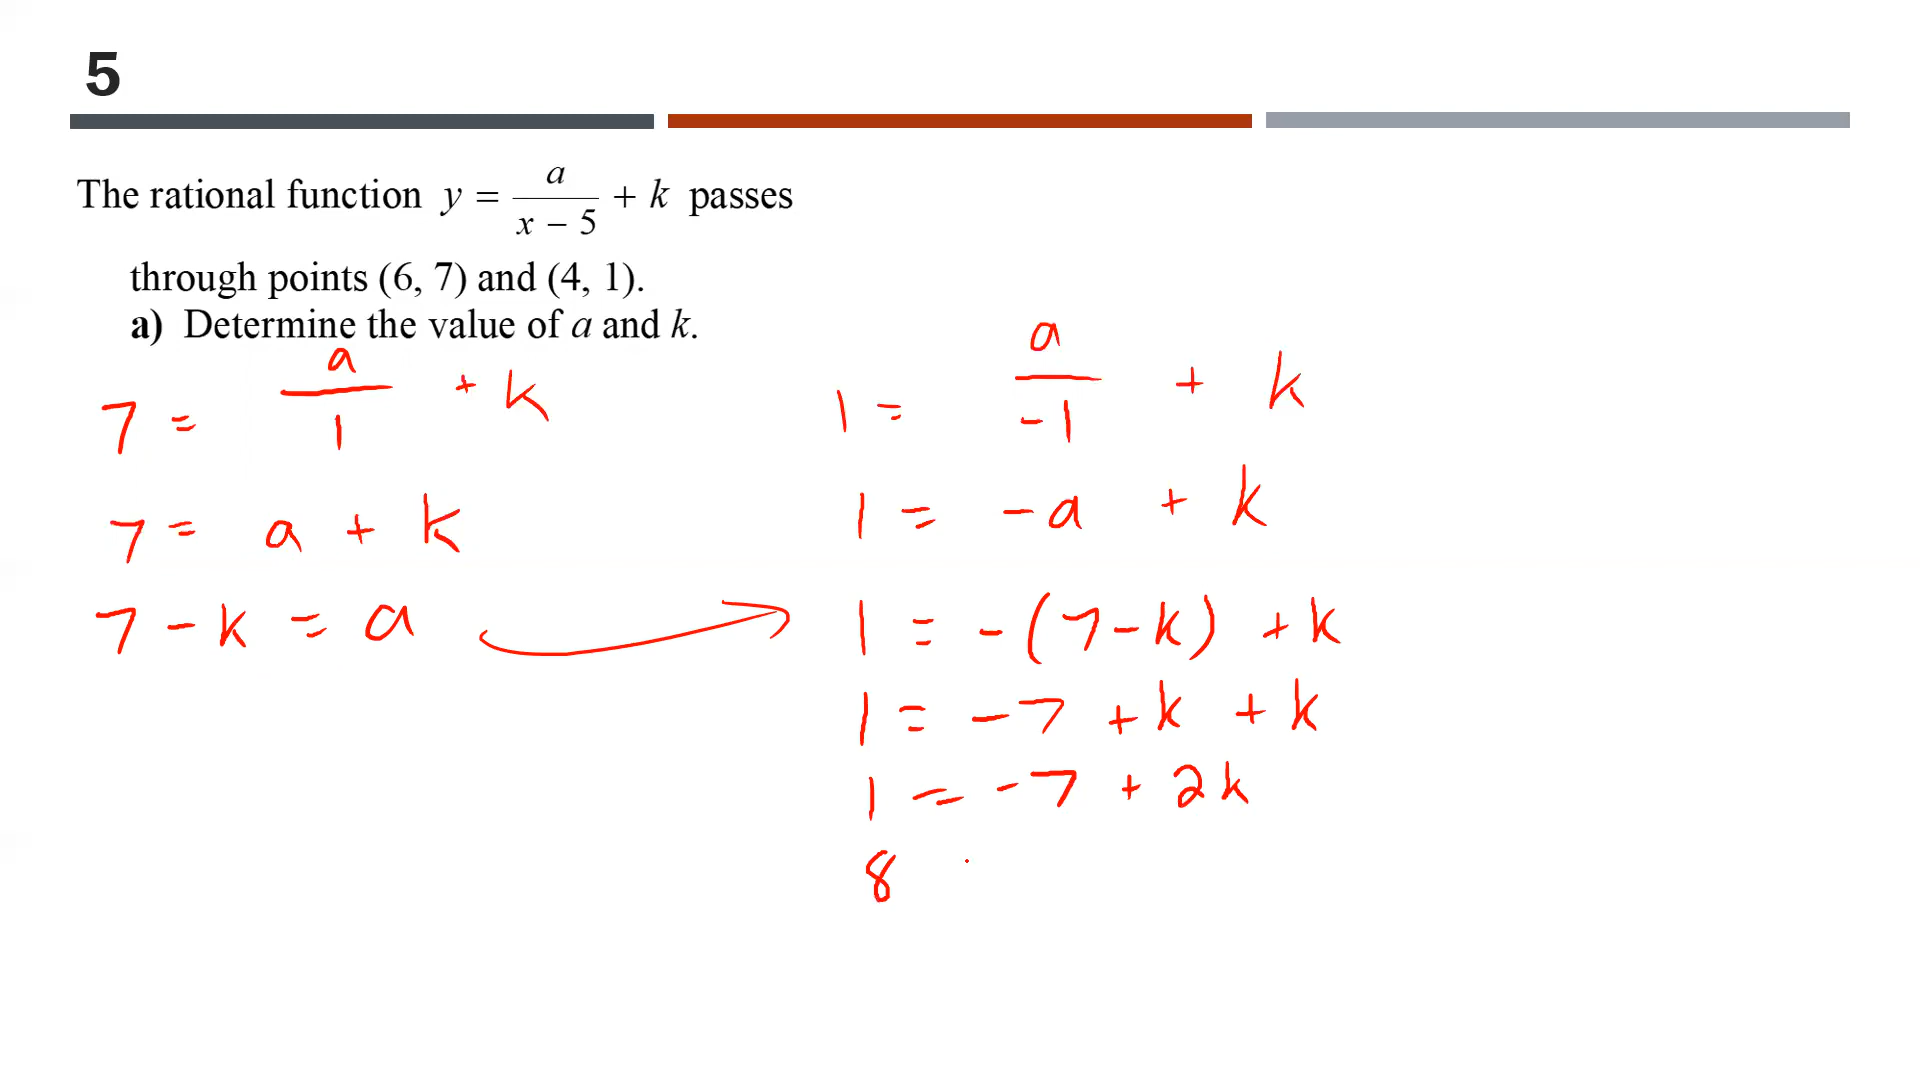 5
The rational function y = a/(x − 5) + k passes
through points (6, 7) and (4, 1).
a) Determine the value of a and k.
7 = a/1 + k
7 = a + k
7 - k = a
1 = a/-1 + k
1 = -a + k
1 = -(7-k) + k
1 = -7 + k + k
1 = -7 + 2k
8